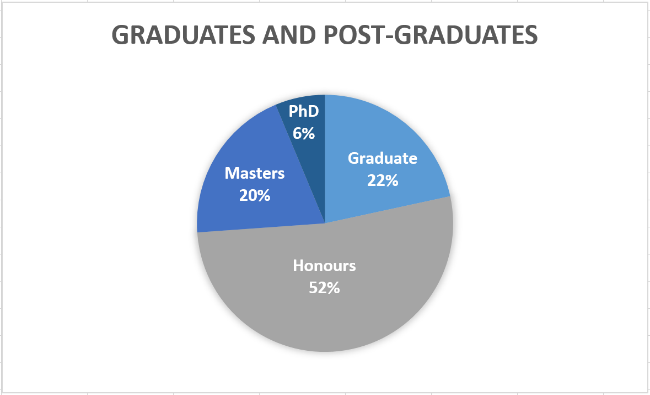 GRADUATES AND POST-GRADUATES
PhD
6%
Graduate
22%
Masters
20%
Honours
52%